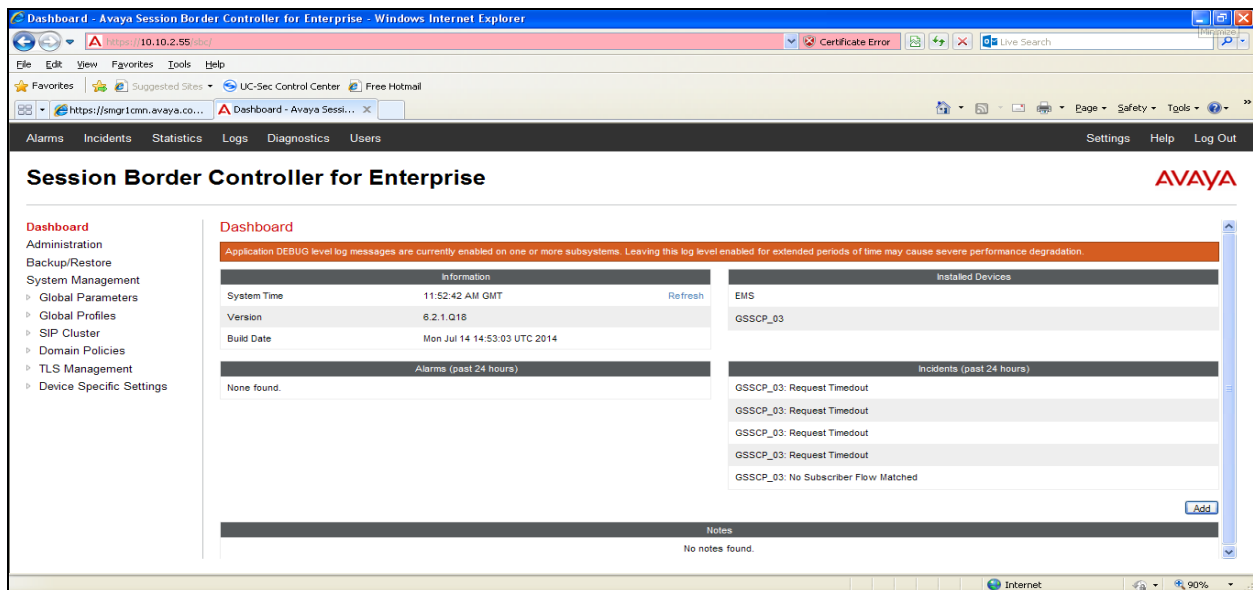 Dashboard - Avaya Session Border Controller for Enterprise - Windows Internet Explorer
https://10.10.2.55/sbc/
Certificate Error
Live Search
Minimize
File Edit View Favorites Tools Help
Favorites Suggested Sites UC-Sec Control Center Free Hotmail
https://smgr1cmn.avaya.co... Dashboard - Avaya Sessi... X
Page Safety Tools »
Alarms Incidents Statistics Logs Diagnostics Users Settings Help Log Out
Session Border Controller for Enterprise
AVAYA
Dashboard
Administration
Backup/Restore
System Management
Global Parameters
Global Profiles
SIP Cluster
Domain Policies
TLS Management
Device Specific Settings
Dashboard
Application DEBUG level log messages are currently enabled on one or more subsystems. Leaving this log level enabled for extended periods of time may cause severe performance degradation.
Information
System Time 11:52:42 AM GMT Refresh
Version 6.2.1.Q18
Build Date Mon Jul 14 14:53:03 UTC 2014
Installed Devices
EMS
GSSCP_03
Alarms (past 24 hours)
None found.
Incidents (past 24 hours)
GSSCP_03: Request Timedout
GSSCP_03: Request Timedout
GSSCP_03: Request Timedout
GSSCP_03: Request Timedout
GSSCP_03: No Subscriber Flow Matched
Add
Notes
No notes found.
Internet
90%